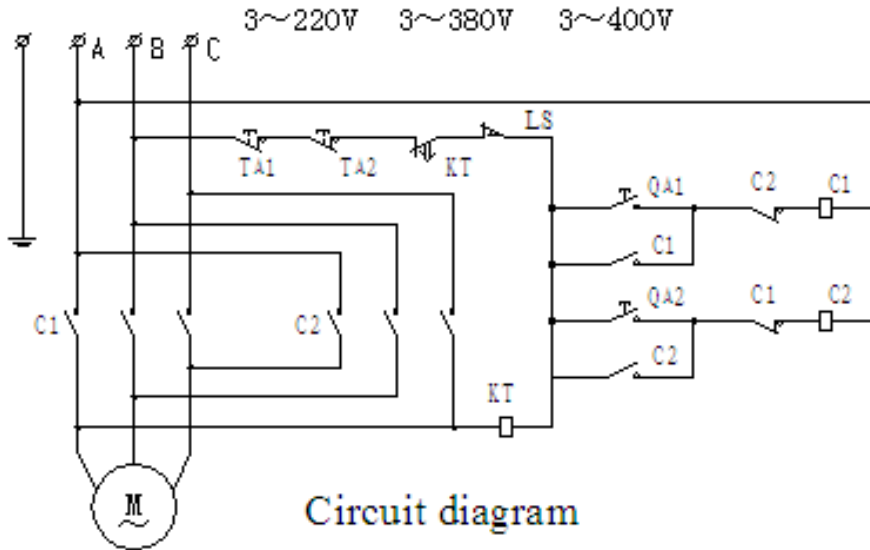 3～220V 3～380V 3～400V
A B C
LS
TA1 TA2 KT
QA1 C2 C1
C1
C1 C2 QA2 C1 C2
C2
KT
M
～
Circuit diagram